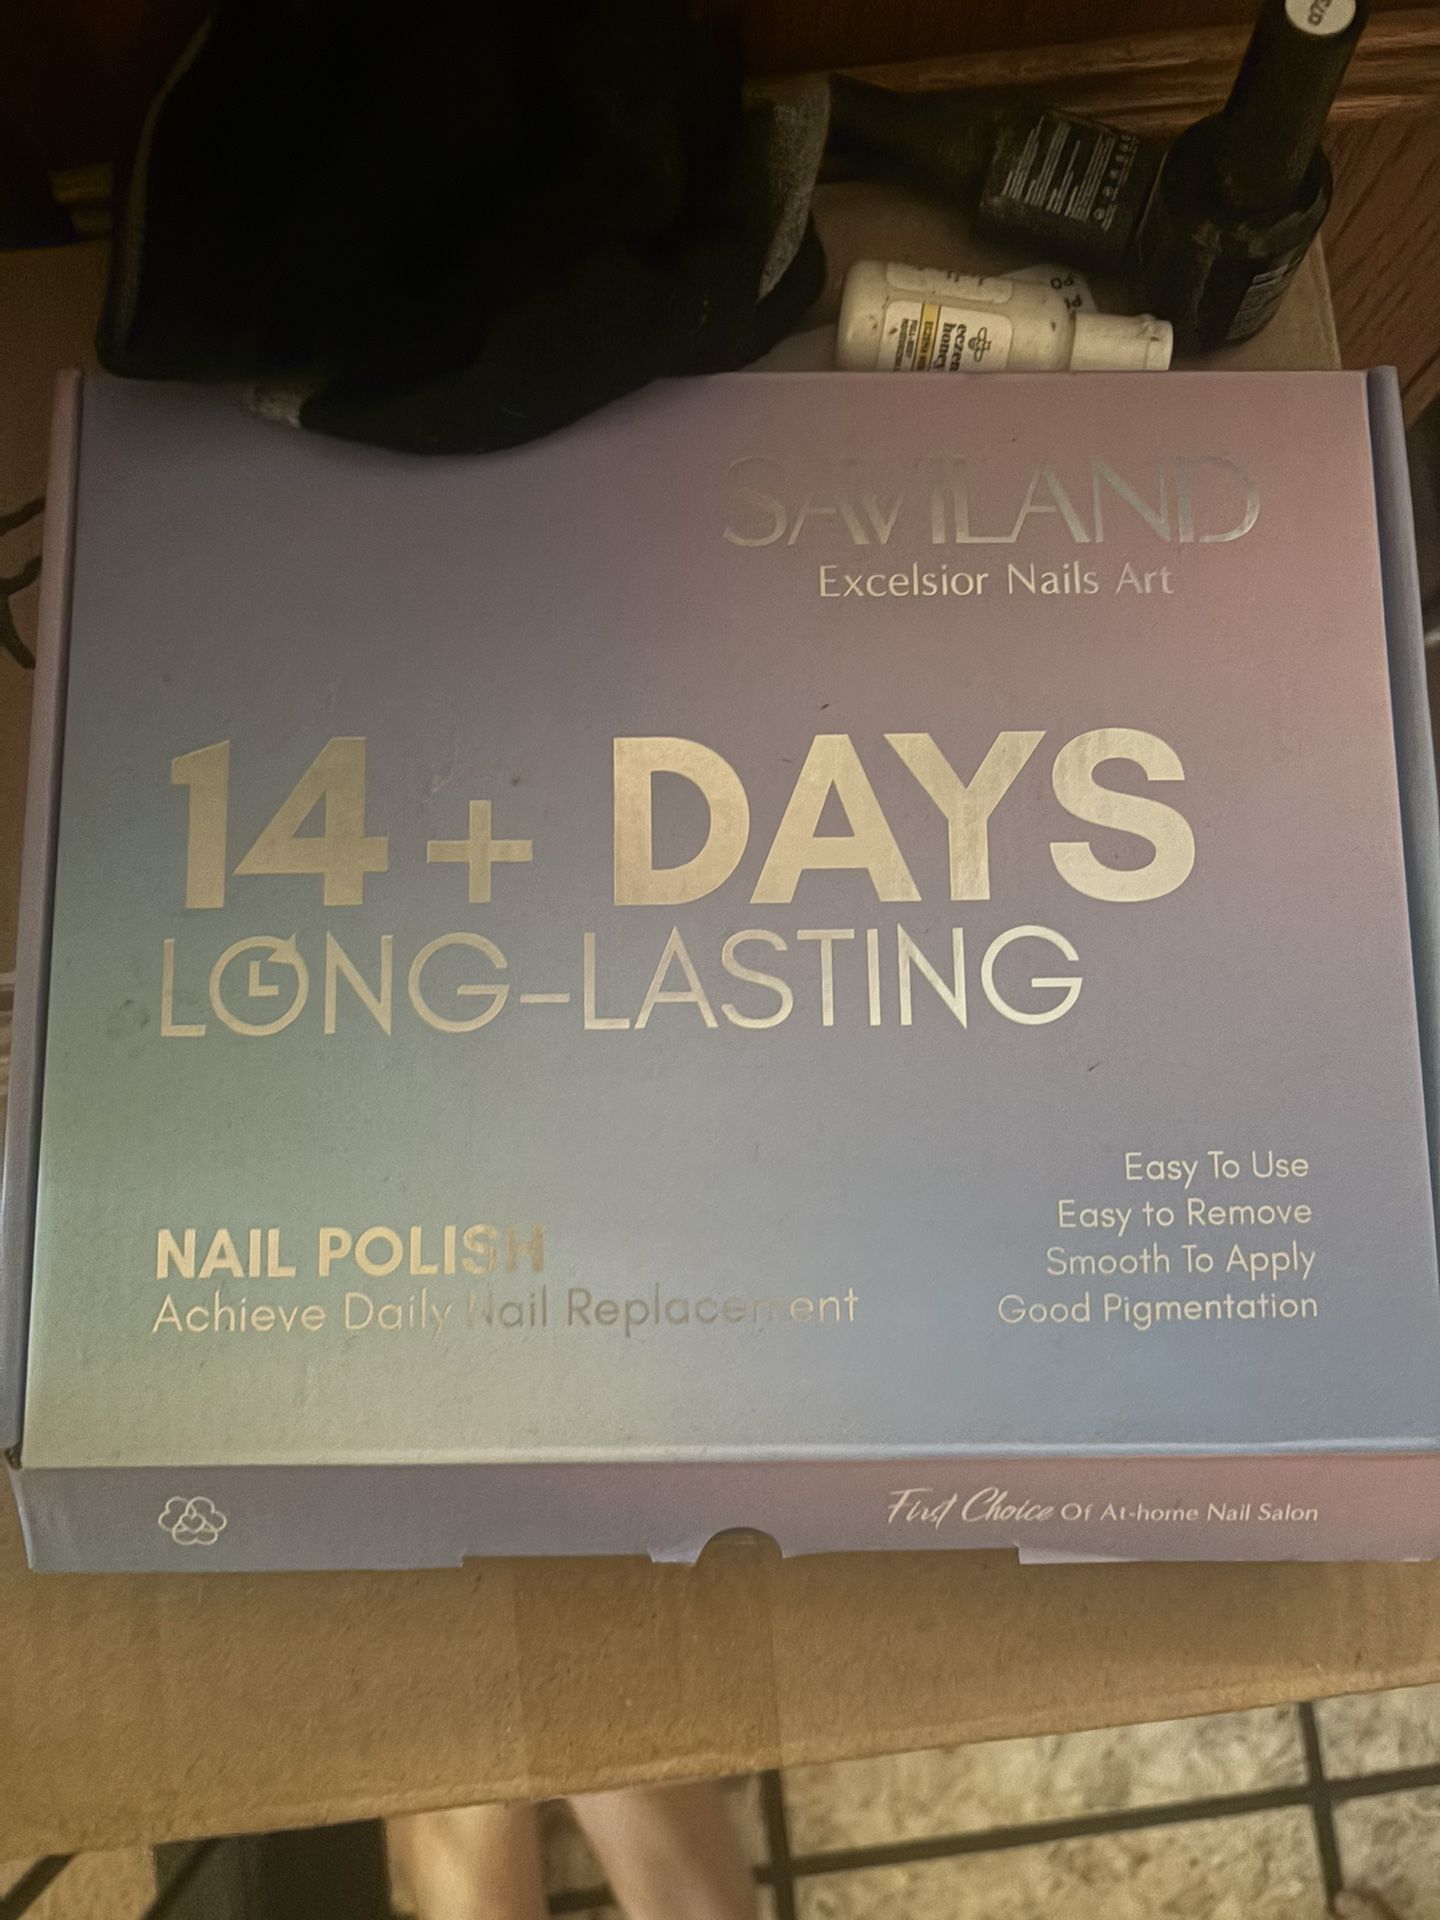 SAVILAND
Excelsior Nails Art
14+ DAYS
LONG-LASTING
NAIL POLISH
Achieve Daily Nail Replacement
Easy To Use
Easy to Remove
Smooth To Apply
Good Pigmentation
First Choice Of At-home Nail Salon